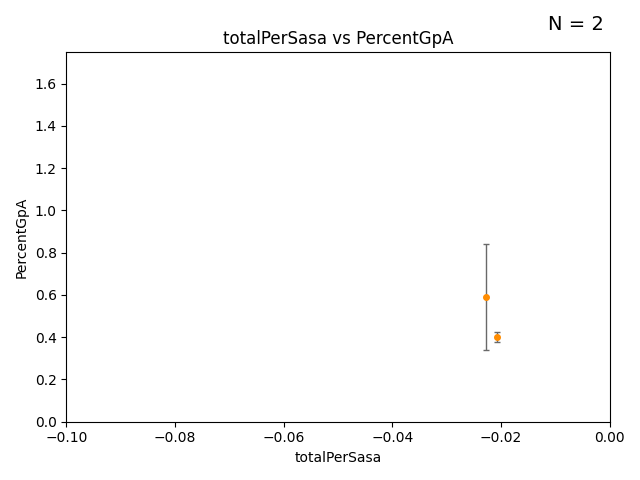 N = 2
totalPerSasa vs PercentGpA
PercentGpA
1.6
1.4
1.2
1.0
0.8
0.6
0.4
0.2
0.0
−0.10 −0.08 −0.06 −0.04 −0.02 0.00
totalPerSasa